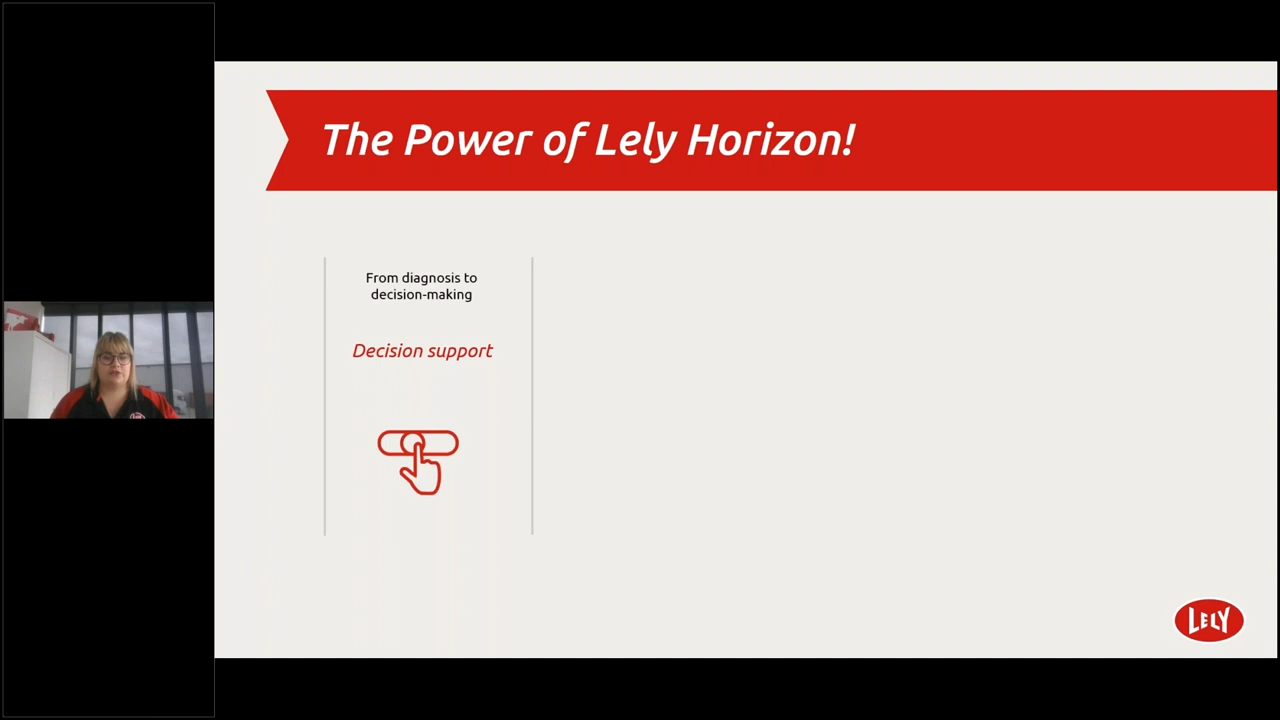 The Power of Lely Horizon!
From diagnosis to
decision-making
Decision support
LELY